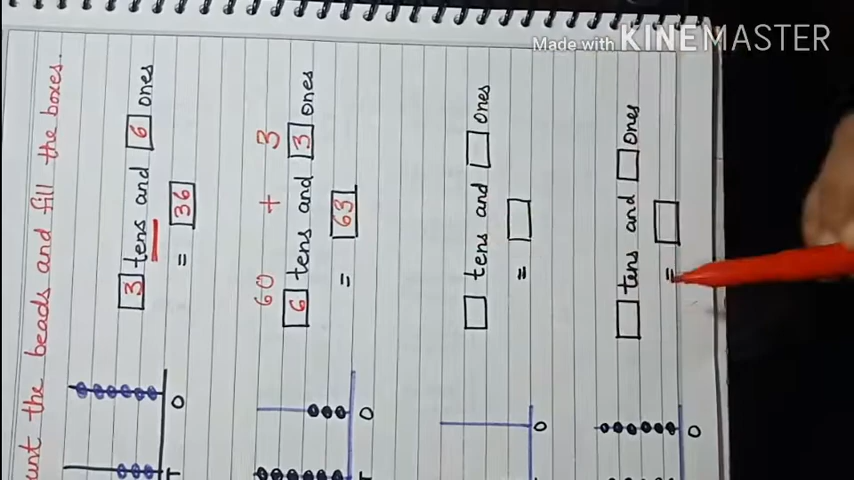 Made with KINEMASTER
the beads and fill the boxes.
3 tens and 6 ones
= 36
O
T
60 + 3
6 tens and 3 ones
= 63
O
T
tens and ones
=
O
tens and ones
=
O